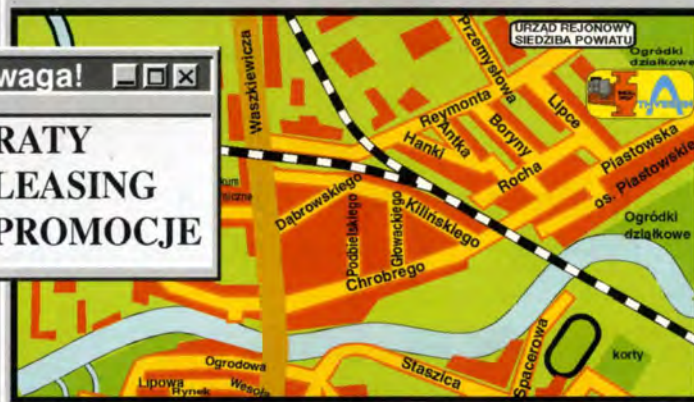 waga!
RATY
LEASING
PROMOCJE
URZĄD REJONOWY
SIEDZIBA POWIATU
Ogródki
działkowe
Waszkiewicza
Przemysłowa
Reymonta
Hanki
Antka
Boryny
Lipce
Rocha
Piastowska
os. Piastowskie
Dąbrowskiego
Podbielskiego
Głowackiego
Kilińskiego
Chrobrego
Ogródki
działkowe
Ogrodowa
Lipowa
Rynek
Wesoła
Staszica
Spacerowa
korty